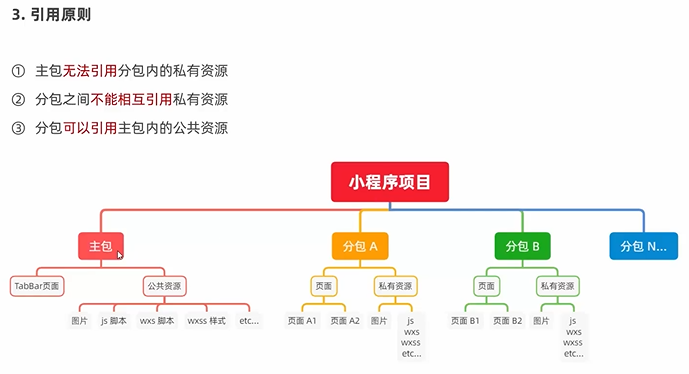 3. 引用原则
① 主包无法引用分包内的私有资源
② 分包之间不能相互引用私有资源
③ 分包可以引用主包内的公共资源
小程序项目
主包
分包 A
分包 B
分包 N...
TabBar页面
公共资源
页面
私有资源
页面
私有资源
图片
js 脚本
wxs 脚本
wxss 样式
etc...
页面 A1
页面 A2
图片
js
wxs
wxss
etc...
页面 B1
页面 B2
图片
js
wxs
wxss
etc...